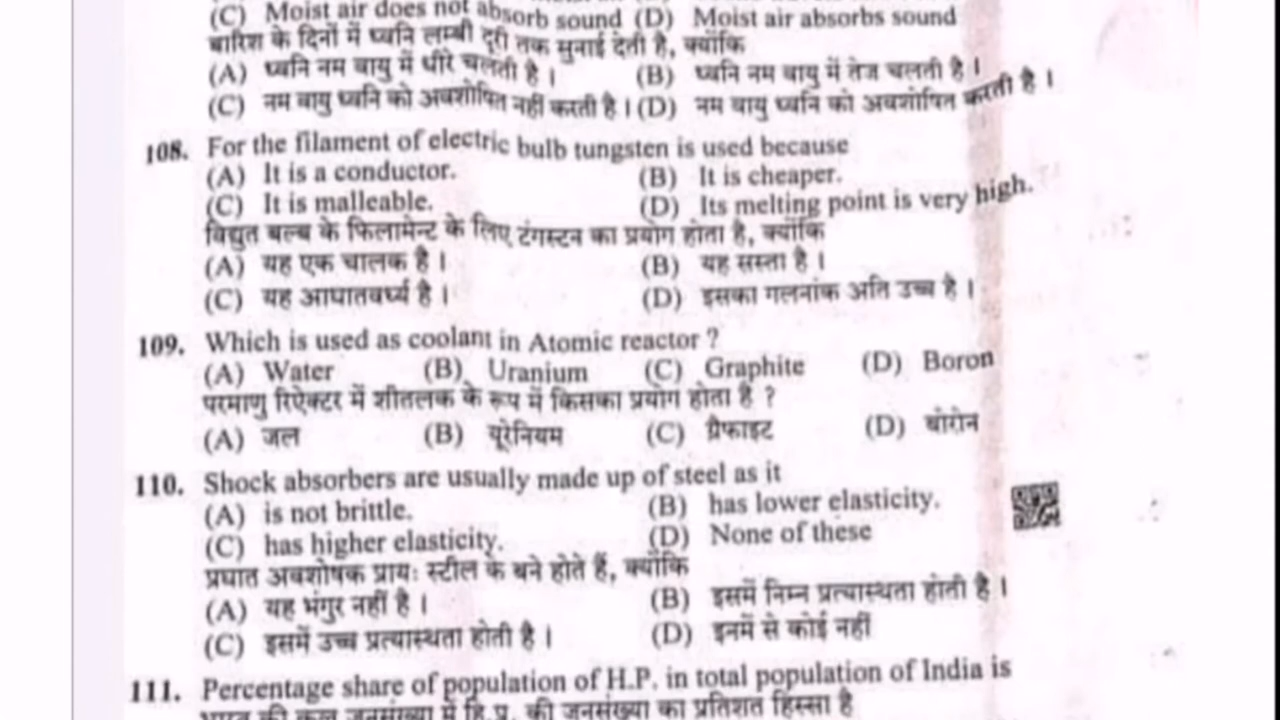 (C) Moist air does not absorb sound (D) Moist air absorbs sound
बारिश के दिनों में ध्वनि लम्बी दूरी तक सुनाई देती है, क्योंकि
(A) ध्वनि नम वायु में धीरे चलती है । (B) ध्वनि नम वायु में तेज चलती है ।
(C) नम वायु ध्वनि को अवशोषित नहीं करती है । (D) नम वायु ध्वनि को अवशोषित करती है ।
108. For the filament of electric bulb tungsten is used because
(A) It is a conductor. (B) It is cheaper.
(C) It is malleable. (D) Its melting point is very high.
विद्युत बल्ब के फिलामेन्ट के लिए टंगस्टन का प्रयोग होता है, क्योंकि
(A) यह एक चालक है । (B) यह सस्ता है ।
(C) यह आघातवर्ध्य है । (D) इसका गलनांक अति उच्च है ।
109. Which is used as coolant in Atomic reactor ?
(A) Water (B) Uranium (C) Graphite (D) Boron
परमाणु रिऐक्टर में शीतलक के रूप में किसका प्रयोग होता है ?
(A) जल (B) यूरेनियम (C) ग्रैफाइट (D) बोरोन
110. Shock absorbers are usually made up of steel as it
(A) is not brittle. (B) has lower elasticity.
(C) has higher elasticity. (D) None of these
प्रघात अवशोषक प्रायः स्टील के बने होते हैं, क्योंकि
(A) यह भंगुर नहीं है । (B) इसमें निम्न प्रत्यास्थता होती है ।
(C) इसमें उच्च प्रत्यास्थता होती है । (D) इनमें से कोई नहीं
111. Percentage share of population of H.P. in total population of India is
भारत की कुल जनसंख्या में हि.प्र. की जनसंख्या का प्रतिशत हिस्सा है